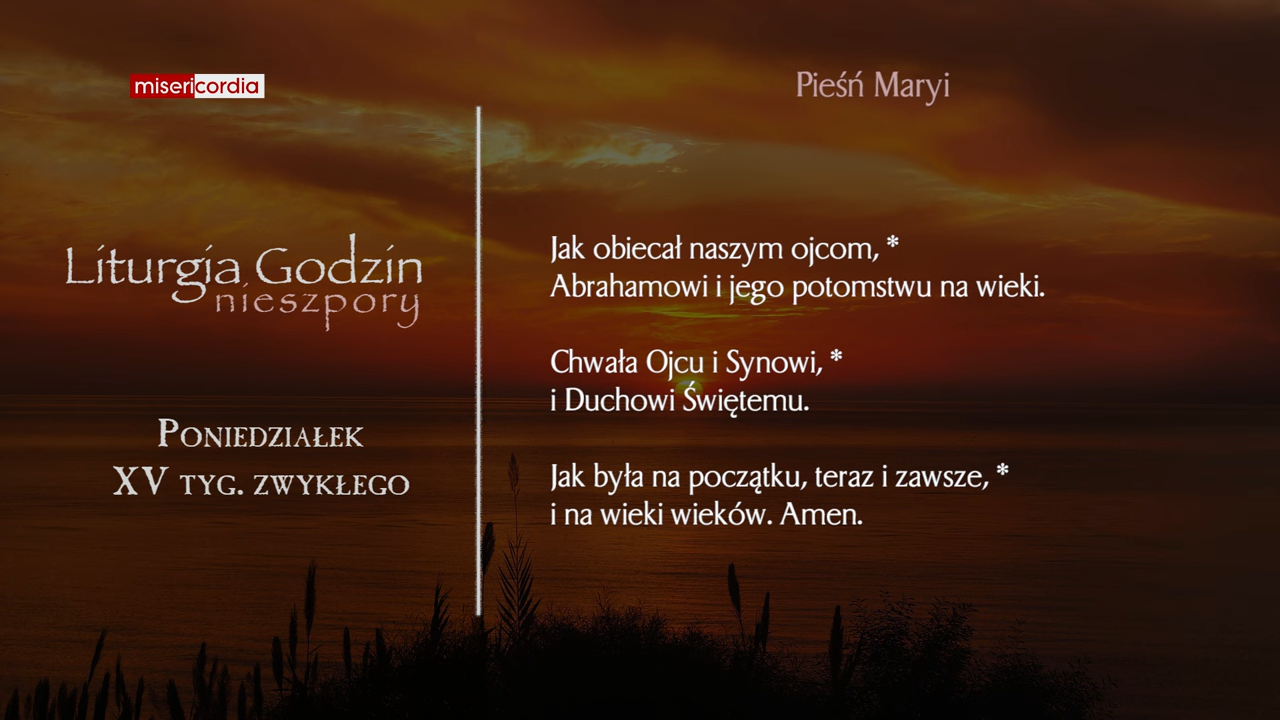 misericordia
Liturgia Godzin
nieszpory
Poniedziałek
XV tyg. zwykłego
Pieśń Maryi
Jak obiecał naszym ojcom, *
Abrahamowi i jego potomstwu na wieki.
Chwała Ojcu i Synowi, *
i Duchowi Świętemu.
Jak była na początku, teraz i zawsze, *
i na wieki wieków. Amen.